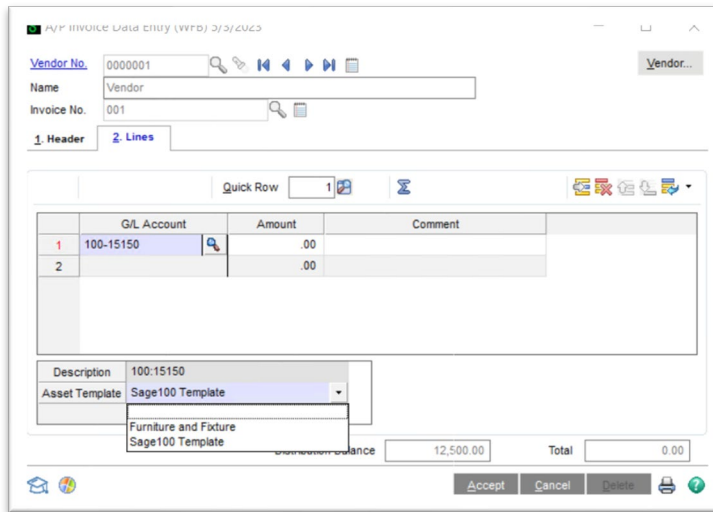 A/P Invoice Data Entry (WFB) 5/3/2023
Vendor No. 0000001 Vendor...
Name Vendor
Invoice No. 001
1. Header 2. Lines
Quick Row 1
G/L Account Amount Comment
1 100-15150 .00
2 .00
Description 100:15150
Asset Template Sage100 Template
Furniture and Fixture
Sage100 Template
Distribution Balance 12,500.00 Total 0.00
Accept Cancel Delete